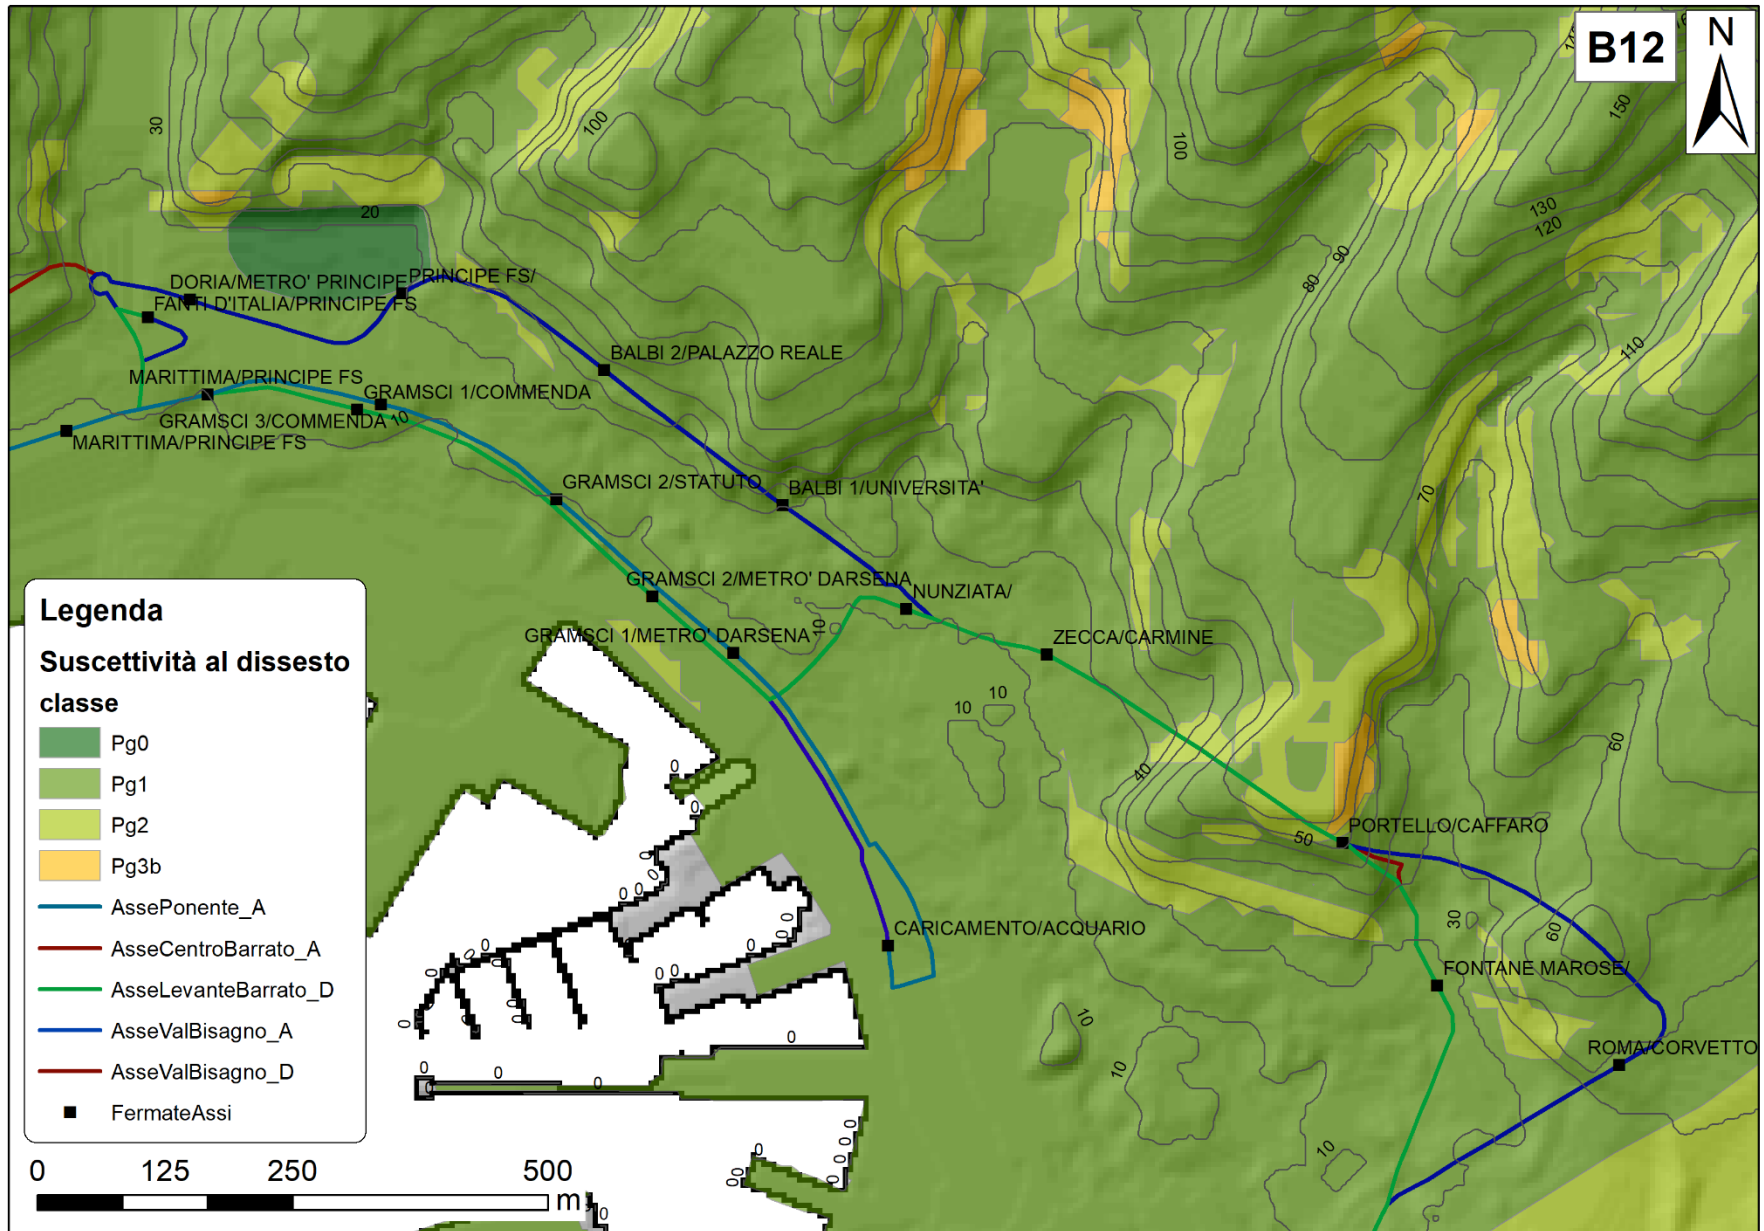 B12
N
30
100
100
150
130
120
20
90
80
110
DORIA/METRO' PRINCIPE
PRINCIPE FS/
FANTI D'ITALIA/PRINCIPE FS
BALBI 2/PALAZZO REALE
MARITTIMA/PRINCIPE FS
GRAMSCI 1/COMMENDA
GRAMSCI 3/COMMENDA
10
MARITTIMA/PRINCIPE FS
GRAMSCI 2/STATUTO
BALBI 1/UNIVERSITA'
70
GRAMSCI 2/METRO' DARSENA
NUNZIATA/
GRAMSCI 1/METRO' DARSENA
10
ZECCA/CARMINE
10
10
60
40
50
PORTELLO/CAFFARO
CARICAMENTO/ACQUARIO
30
60
FONTANE MAROSE/
10
10
ROMA/CORVETTO
10
Legenda
Suscettività al dissesto
classe
Pg0
Pg1
Pg2
Pg3b
AssePonente_A
AsseCentroBarrato_A
AsseLevanteBarrato_D
AsseValBisagno_A
AsseValBisagno_D
FermateAssi
0 125 250 500
m
0
0
0
0
0
0
0